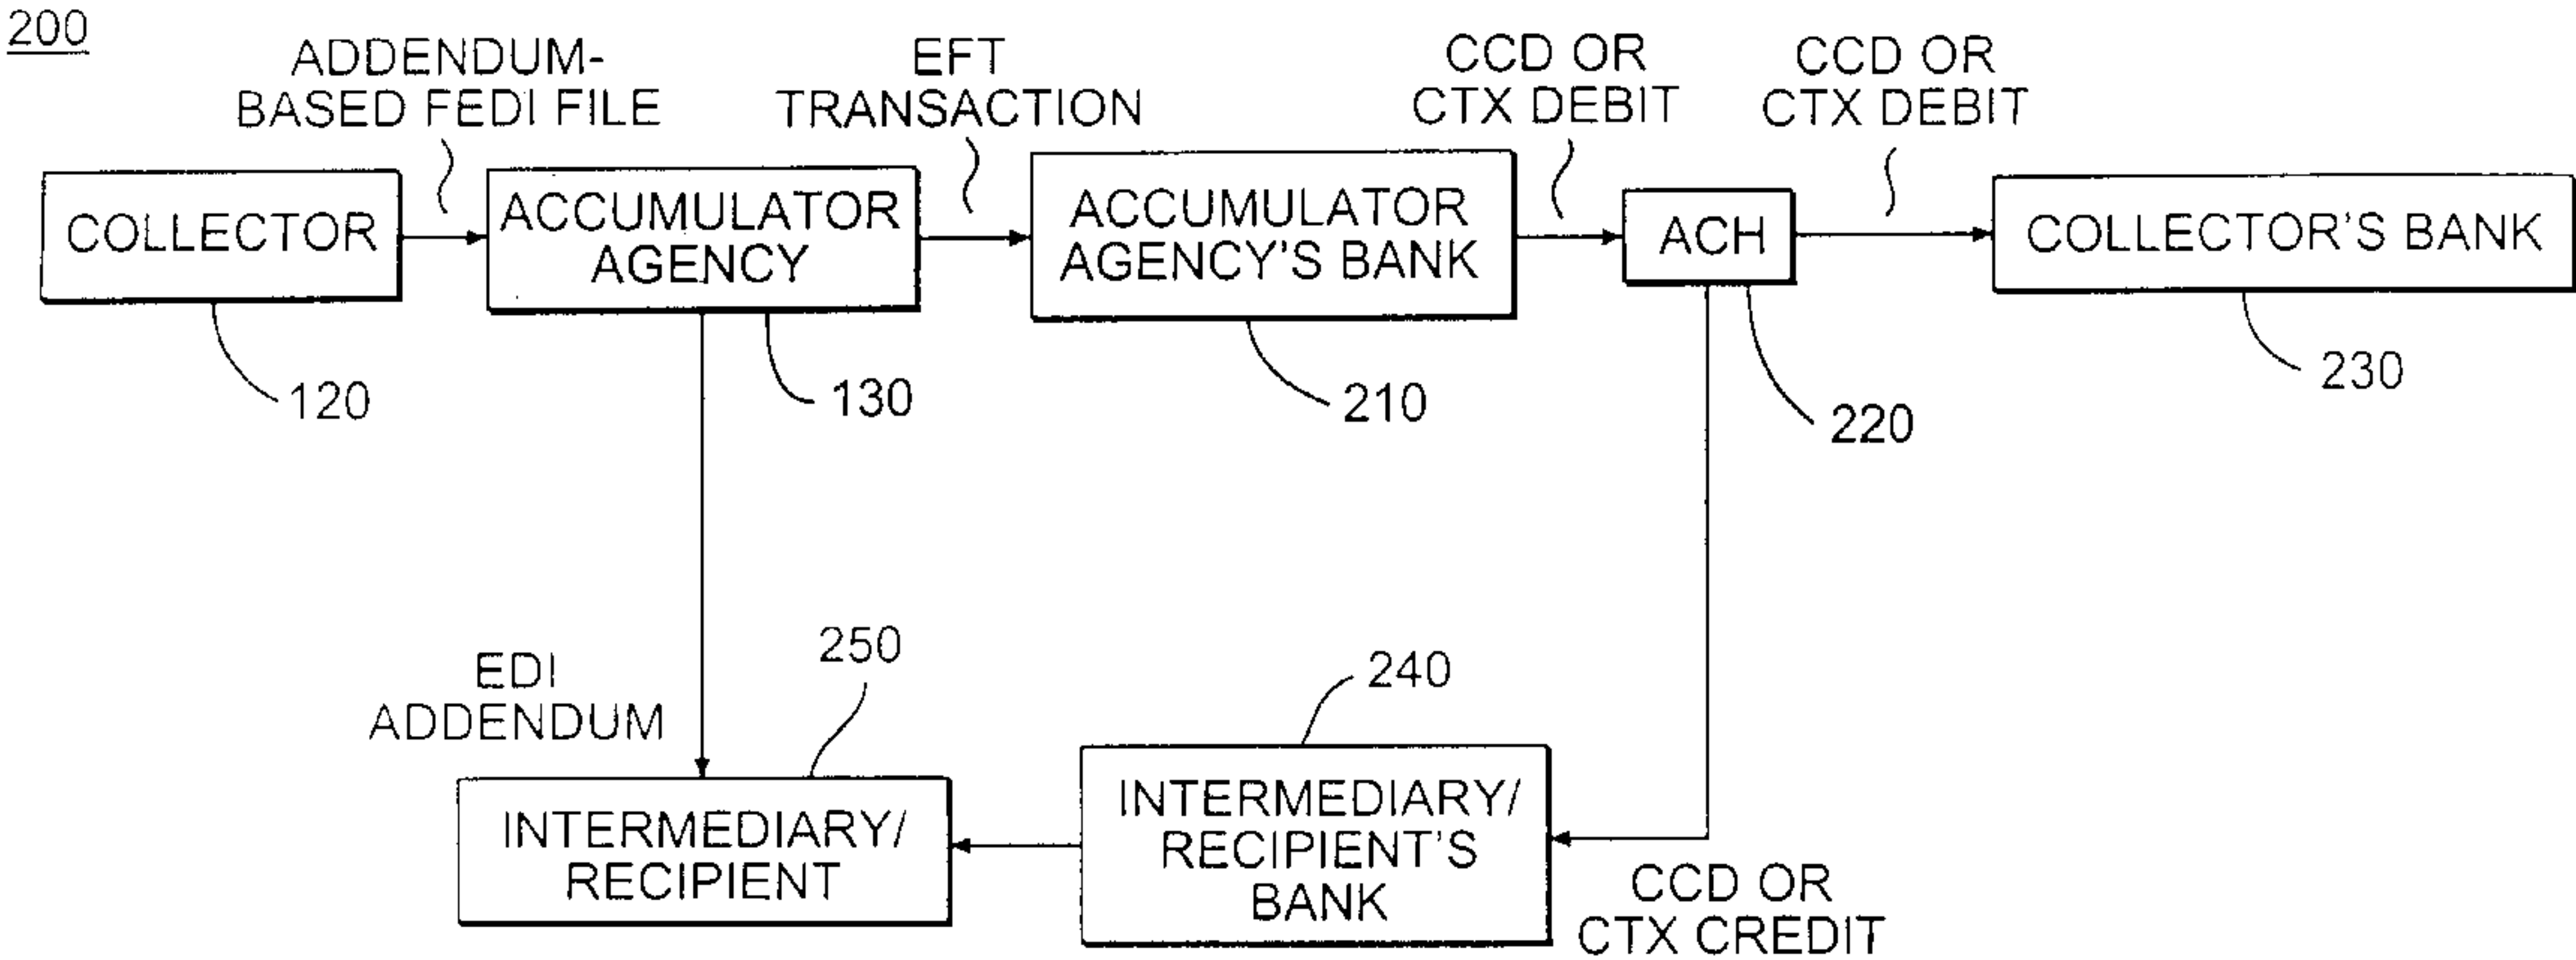 200
ADDENDUM-
BASED FEDI FILE
EFT
TRANSACTION
CCD OR
CTX DEBIT
CCD OR
CTX DEBIT
COLLECTOR
ACCUMULATOR
AGENCY
ACCUMULATOR
AGENCY'S BANK
ACH
COLLECTOR'S BANK
120
130
210
220
230
EDI
ADDENDUM
250
240
INTERMEDIARY/
RECIPIENT
INTERMEDIARY/
RECIPIENT'S
BANK
CCD OR
CTX CREDIT